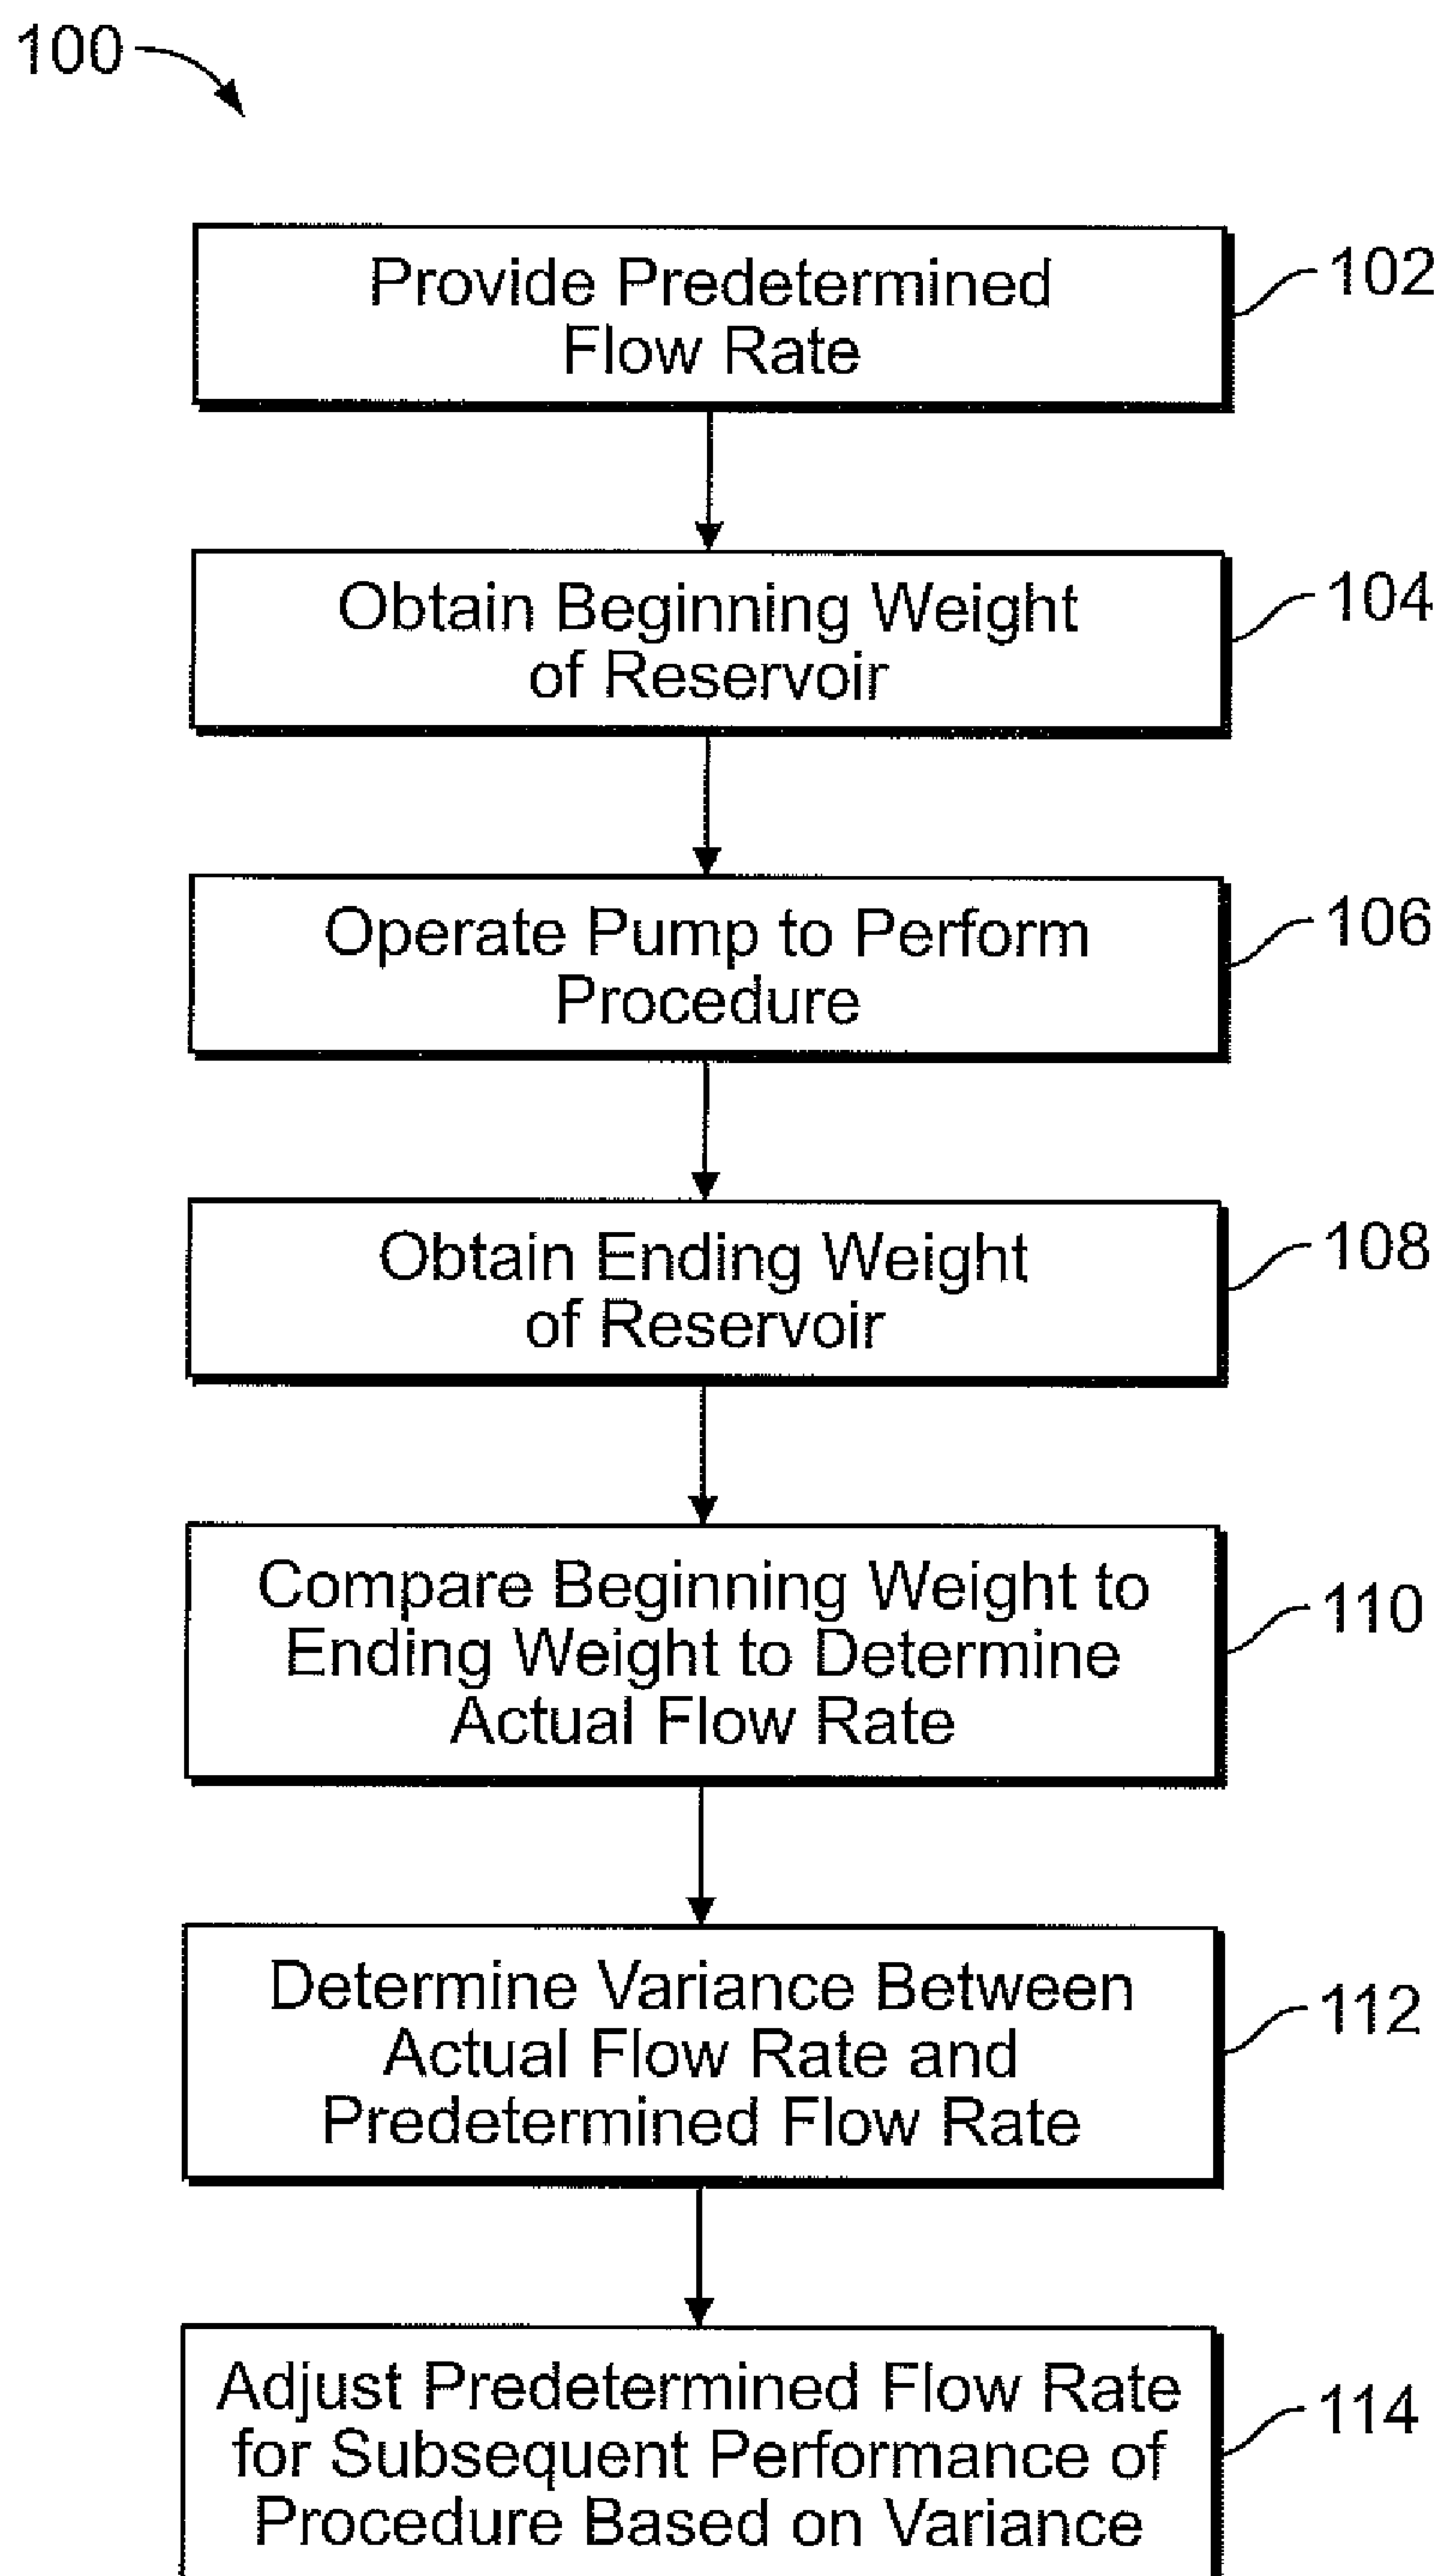 100
Provide Predetermined
Flow Rate
102
Obtain Beginning Weight
of Reservoir
104
Operate Pump to Perform
Procedure
106
Obtain Ending Weight
of Reservoir
108
Compare Beginning Weight to
Ending Weight to Determine
Actual Flow Rate
110
Determine Variance Between
Actual Flow Rate and
Predetermined Flow Rate
112
Adjust Predetermined Flow Rate
for Subsequent Performance of
Procedure Based on Variance
114